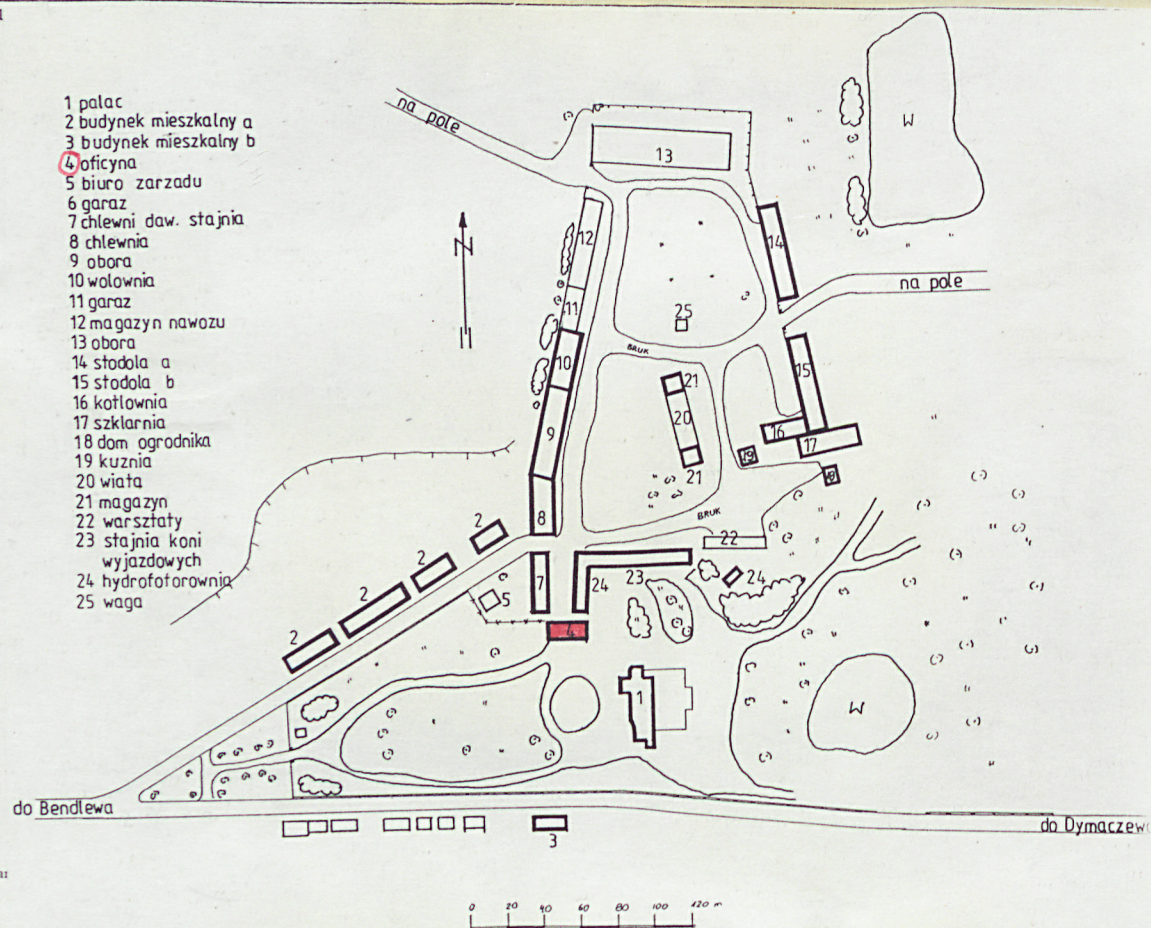 1 palac
2 budynek mieszkalny a
3 budynek mieszkalny b
4 oficyna
5 biuro zarzadu
6 garaz
7 chlewni daw. stajnia
8 chlewnia
9 obora
10 wolownia
11 garaz
12 magazyn nawozu
13 obora
14 stodola a
15 stodola b
16 kotlownia
17 szklarnia
18 dom ogrodnika
19 kuznia
20 wiata
21 magazyn
22 warsztaty
23 stajnia koni
wyjazdowych
24 hydrofotorownia
25 waga
na pole
W
13
12
14
N
11
na pole
25
BRUK
10
21
15
20
9
16
17
19
21
18
8
BRUK
2
22
2
7
24
23
24
2
5
4
2
1
W
do Bendlewa
do Dymaczew
3
0 20 40 60 80 100 120 m